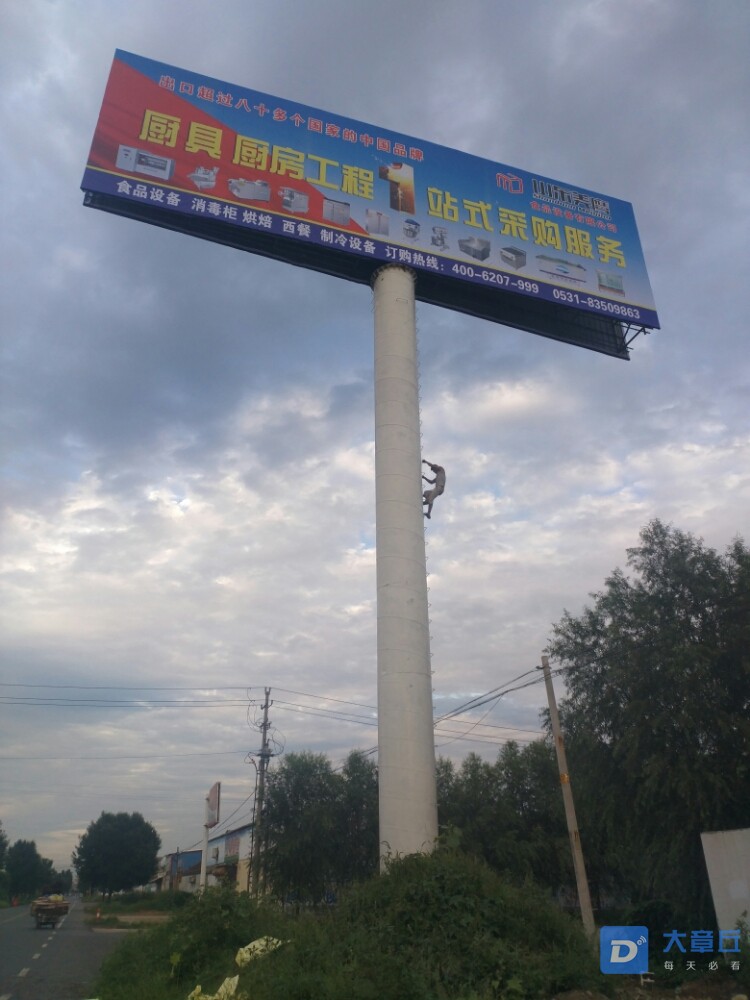 出口超过八十多个国家的中国品牌
厨具厨房工程1站式采购服务
食品设备 消毒柜 烘焙 西餐 制冷设备 订购热线：400-6207-999 0531-83509863
大章丘
每天必看